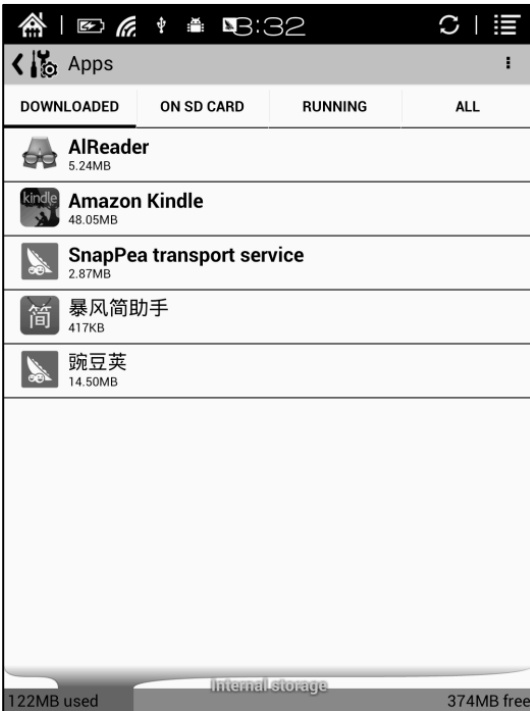 3:32
Apps
DOWNLOADED ON SD CARD RUNNING ALL
AlReader
5.24MB
kindle
Amazon Kindle
48.05MB
SnapPea transport service
2.87MB
简
暴风简助手
417KB
豌豆荚
14.50MB
Internal storage
122MB used 374MB free